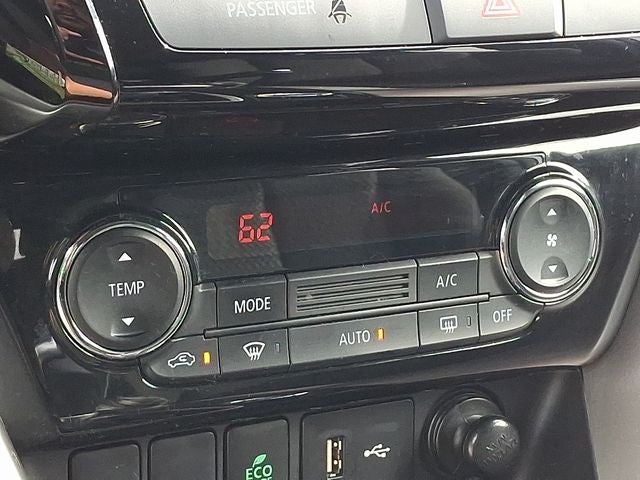 PASSENGER
62 A/C
TEMP
MODE
A/C
AUTO
OFF
ECO